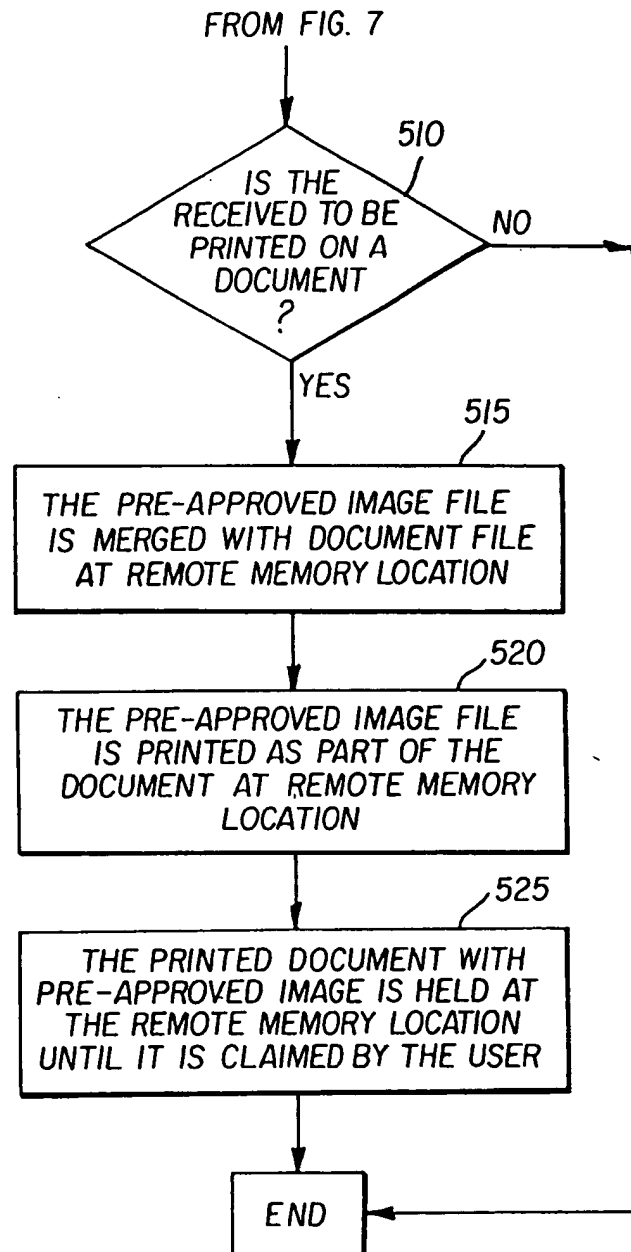 FROM FIG. 7
510
IS THE
RECEIVED TO BE
PRINTED ON A
DOCUMENT
?
NO
YES
515
THE PRE-APPROVED IMAGE FILE
IS MERGED WITH DOCUMENT FILE
AT REMOTE MEMORY LOCATION
520
THE PRE-APPROVED IMAGE FILE
IS PRINTED AS PART OF THE
DOCUMENT AT REMOTE MEMORY
LOCATION
525
THE PRINTED DOCUMENT WITH
PRE-APPROVED IMAGE IS HELD AT
THE REMOTE MEMORY LOCATION
UNTIL IT IS CLAIMED BY THE USER
END